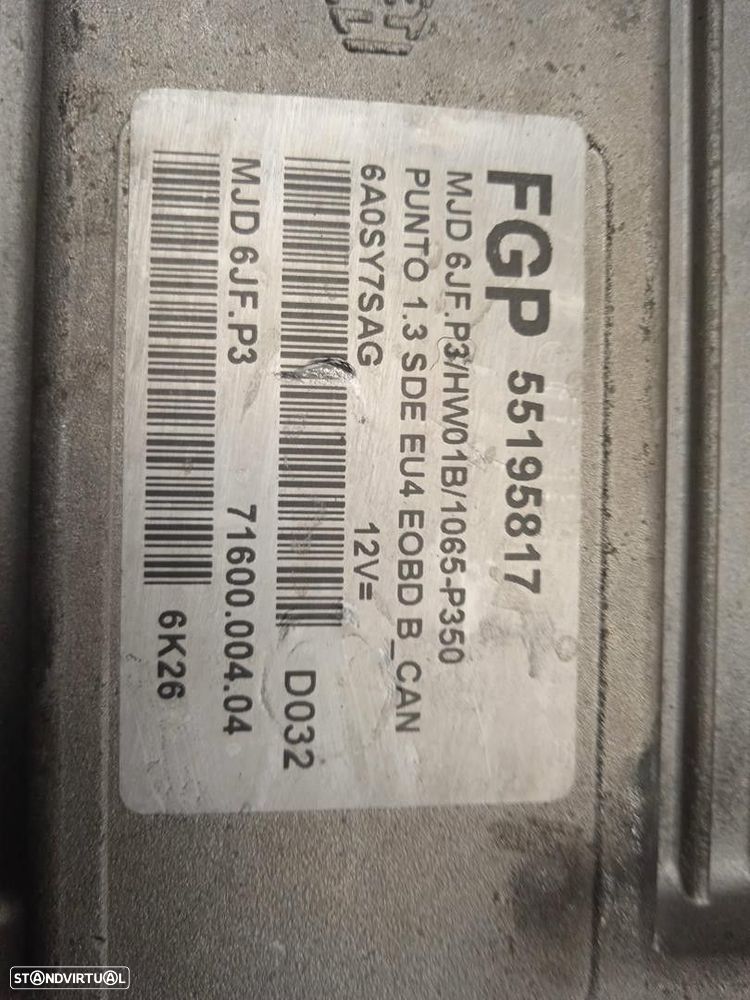 FGP 55195817
MJD 6JF.P3/HW01B/1065-P350
PUNTO 1.3 SDE EU4 EOBD B_CAN
6A0SY7SAG 12V=
D032
MJD 6JF.P3 71600.004.04
6K26
STANDVIRTUAL